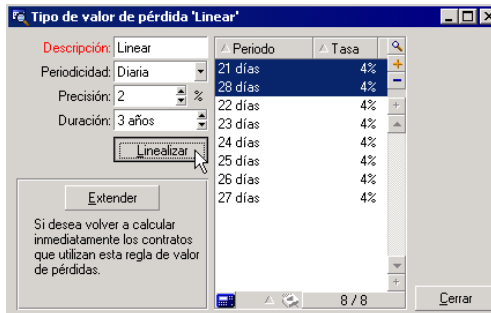 Tipo de valor de pérdida 'Linear'
Descripción: Linear
Periodicidad: Diaria
Precisión: 2 %
Duración: 3 años
Linealizar
Extender
Si desea volver a calcular
inmediatamente los contratos
que utilizan esta regla de valor
de pérdidas.
Periodo Tasa
21 días 4%
28 días 4%
22 días 4%
23 días 4%
24 días 4%
25 días 4%
26 días 4%
27 días 4%
8 / 8
Cerrar